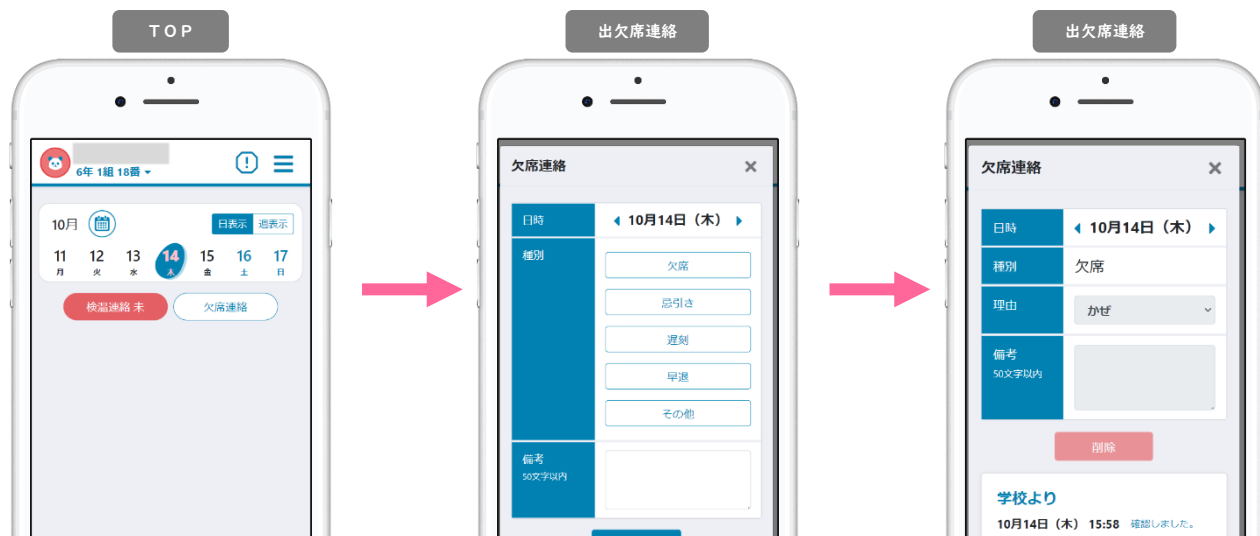 TOP
6年 1組 18番
10月
日表示 週表示
11 12 13 14 15 16 17
月 火 水 木 金 土 日
検温連絡 未 欠席連絡
出欠席連絡
欠席連絡 ×
日時 10月14日（木）
種別
欠席
忌引き
遅刻
早退
その他
備考
50文字以内
出欠席連絡
欠席連絡 ×
日時 10月14日（木）
種別 欠席
理由 かぜ
備考
50文字以内
削除
学校より
10月14日（木） 15:58 確認しました。